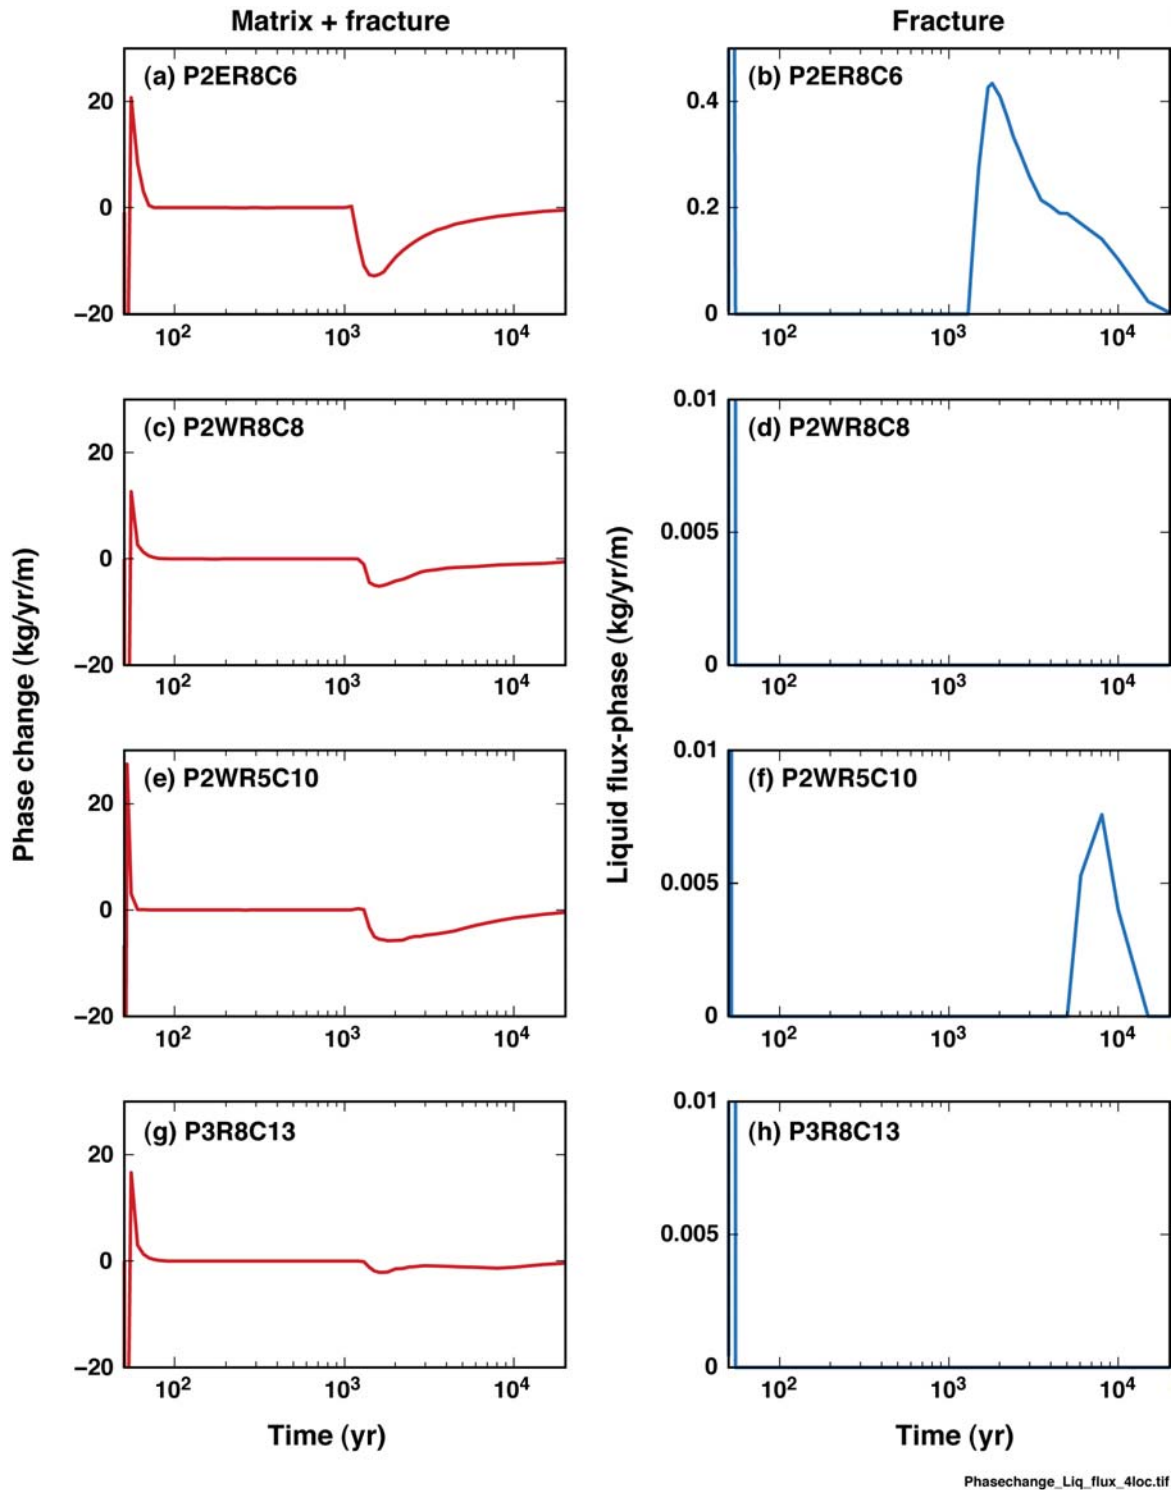 Matrix + fracture
Fracture
(a) P2ER8C6
20
0
−20
10² 10³ 10⁴
(b) P2ER8C6
0.4
0.2
0
10² 10³ 10⁴
(c) P2WR8C8
20
0
−20
10² 10³ 10⁴
(d) P2WR8C8
0.01
0.005
0
10² 10³ 10⁴
Phase change (kg/yr/m)
Liquid flux-phase (kg/yr/m)
(e) P2WR5C10
20
0
−20
10² 10³ 10⁴
(f) P2WR5C10
0.01
0.005
0
10² 10³ 10⁴
(g) P3R8C13
20
0
−20
10² 10³ 10⁴
Time (yr)
(h) P3R8C13
0.01
0.005
0
10² 10³ 10⁴
Time (yr)
Phasechange_Liq_flux_4loc.tif